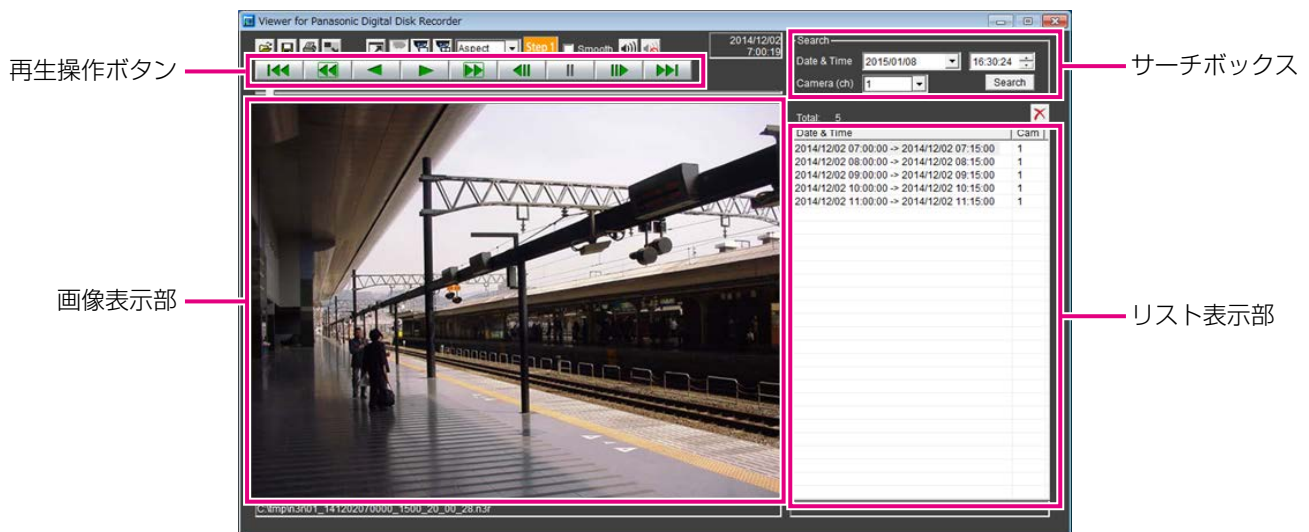 Viewer for Panasonic Digital Disk Recorder
Aspect
Step 1
Smooth
2014/12/02
7:00:19
Search
Date & Time 2015/01/08 16:30:24
Camera (ch) 1 Search
再生操作ボタン
サーチボックス
Total: 5
Date & Time Cam
2014/12/02 07:00:00 -> 2014/12/02 07:15:00 1
2014/12/02 08:00:00 -> 2014/12/02 08:15:00 1
2014/12/02 09:00:00 -> 2014/12/02 09:15:00 1
2014/12/02 10:00:00 -> 2014/12/02 10:15:00 1
2014/12/02 11:00:00 -> 2014/12/02 11:15:00 1
画像表示部
リスト表示部
C:\tmp\n3r\01_141202070000_1500_20_00_28.n3r